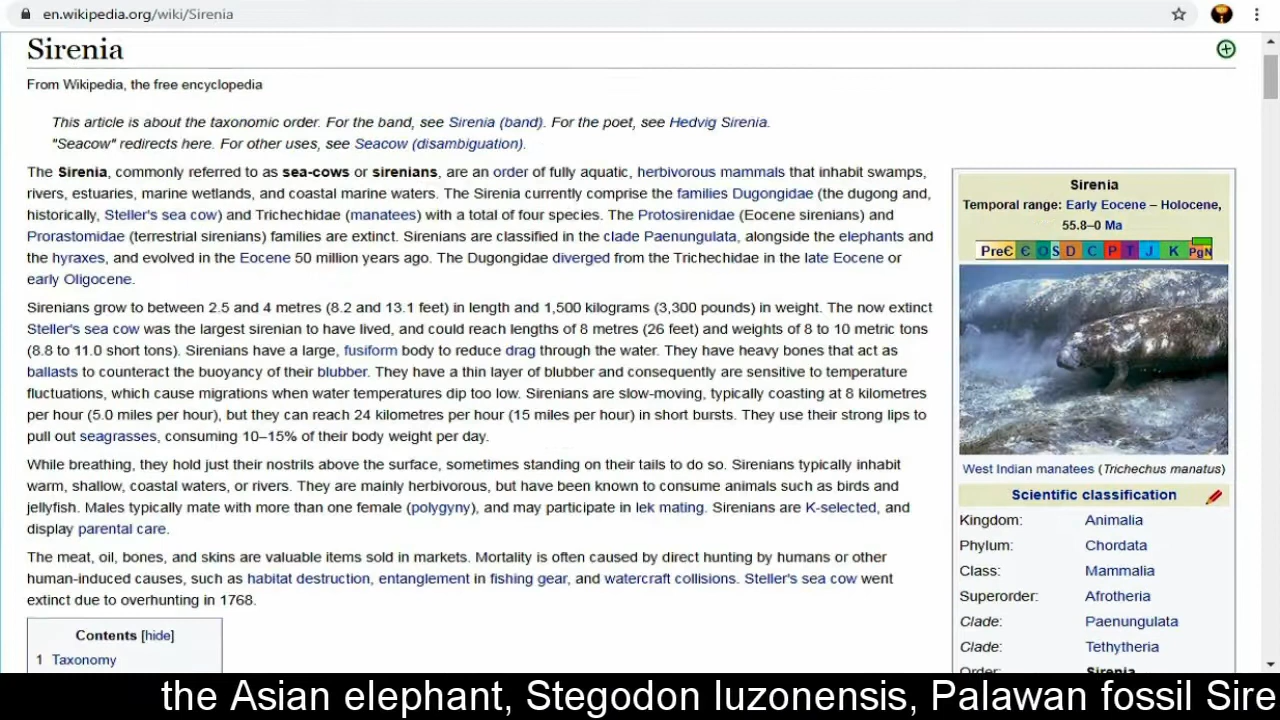 en.wikipedia.org/wiki/Sirenia
Sirenia
From Wikipedia, the free encyclopedia
This article is about the taxonomic order. For the band, see Sirenia (band). For the poet, see Hedvig Sirenia.
"Seacow" redirects here. For other uses, see Seacow (disambiguation).
The Sirenia, commonly referred to as sea-cows or sirenians, are an order of fully aquatic, herbivorous mammals that inhabit swamps,
rivers, estuaries, marine wetlands, and coastal marine waters. The Sirenia currently comprise the families Dugongidae (the dugong and,
historically, Steller's sea cow) and Trichechidae (manatees) with a total of four species. The Protosirenidae (Eocene sirenians) and
Prorastomidae (terrestrial sirenians) families are extinct. Sirenians are classified in the clade Paenungulata, alongside the elephants and
the hyraxes, and evolved in the Eocene 50 million years ago. The Dugongidae diverged from the Trichechidae in the late Eocene or
early Oligocene.
Sirenians grow to between 2.5 and 4 metres (8.2 and 13.1 feet) in length and 1,500 kilograms (3,300 pounds) in weight. The now extinct
Steller's sea cow was the largest sirenian to have lived, and could reach lengths of 8 metres (26 feet) and weights of 8 to 10 metric tons
(8.8 to 11.0 short tons). Sirenians have a large, fusiform body to reduce drag through the water. They have heavy bones that act as
ballasts to counteract the buoyancy of their blubber. They have a thin layer of blubber and consequently are sensitive to temperature
fluctuations, which cause migrations when water temperatures dip too low. Sirenians are slow-moving, typically coasting at 8 kilometres
per hour (5.0 miles per hour), but they can reach 24 kilometres per hour (15 miles per hour) in short bursts. They use their strong lips to
pull out seagrasses, consuming 10–15% of their body weight per day.
While breathing, they hold just their nostrils above the surface, sometimes standing on their tails to do so. Sirenians typically inhabit
warm, shallow, coastal waters, or rivers. They are mainly herbivorous, but have been known to consume animals such as birds and
jellyfish. Males typically mate with more than one female (polygyny), and may participate in lek mating. Sirenians are K-selected, and
display parental care.
The meat, oil, bones, and skins are valuable items sold in markets. Mortality is often caused by direct hunting by humans or other
human-induced causes, such as habitat destruction, entanglement in fishing gear, and watercraft collisions. Steller's sea cow went
extinct due to overhunting in 1768.
Contents [hide]
1 Taxonomy
Sirenia
Temporal range: Early Eocene – Holocene,
55.8–0 Ma
PreЄ Є O S D C P T J K PgN
West Indian manatees (Trichechus manatus)
Scientific classification
Kingdom: Animalia
Phylum: Chordata
Class: Mammalia
Superorder: Afrotheria
Clade: Paenungulata
Clade: Tethytheria
Order: Sirenia
the Asian elephant, Stegodon luzonensis, Palawan fossil Sire